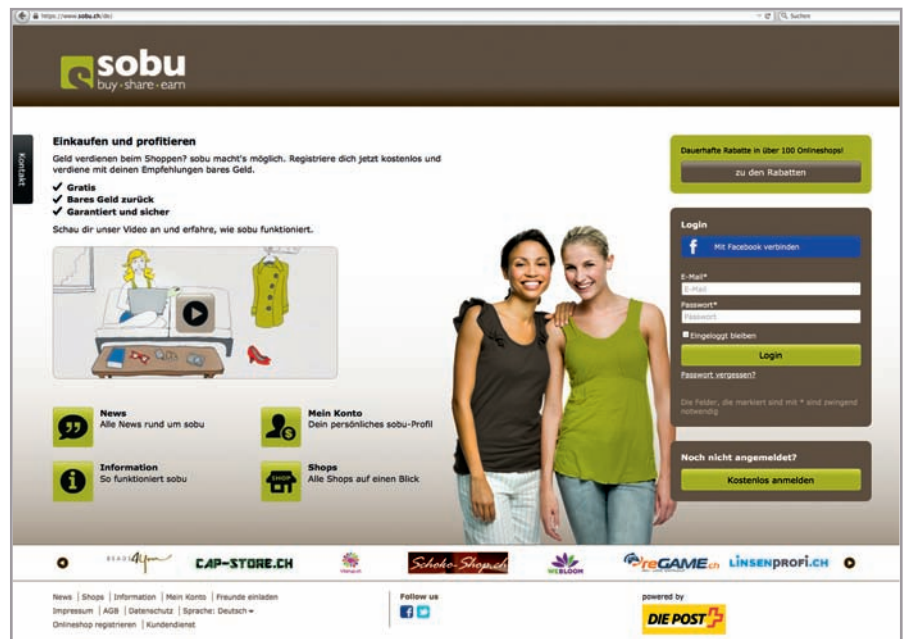 https://www.sobu.ch/de/
Suchen
sobu
buy·share·earn
Kontakt
Einkaufen und profitieren
Geld verdienen beim Shoppen? sobu macht's möglich. Registriere dich jetzt kostenlos und
verdiene mit deinen Empfehlungen bares Geld.
✓ Gratis
✓ Bares Geld zurück
✓ Garantiert und sicher
Schau dir unser Video an und erfahre, wie sobu funktioniert.
News
Alle News rund um sobu
Mein Konto
Dein persönliches sobu-Profil
Information
So funktioniert sobu
SHOP
Shops
Alle Shops auf einen Blick
Dauerhafte Rabatte in über 100 Onlineshops!
zu den Rabatten
Login
f Mit Facebook verbinden
E-Mail*
E-Mail
Passwort*
Passwort
Eingeloggt bleiben
Login
Passwort vergessen?
Die Felder, die markiert sind mit * sind zwingend
notwendig
Noch nicht angemeldet?
Kostenlos anmelden
BEADS4You
CAP-STORE.CH
Schoko-Shop.ch
WEBLOOM
reGAME.ch
LINSENPROFI.CH
News | Shops | Information | Mein Konto | Freunde einladen
Impressum | AGB | Datenschutz | Sprache: Deutsch
Onlineshop registrieren | Kundendienst
Follow us
powered by
DIE POST